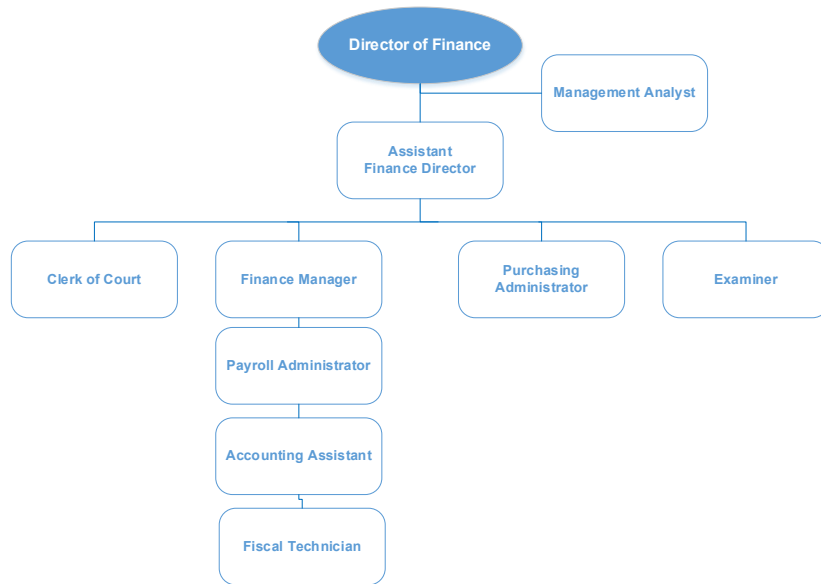 Director of Finance
Management Analyst
Assistant
Finance Director
Clerk of Court
Finance Manager
Purchasing
Administrator
Examiner
Payroll Administrator
Accounting Assistant
Fiscal Technician